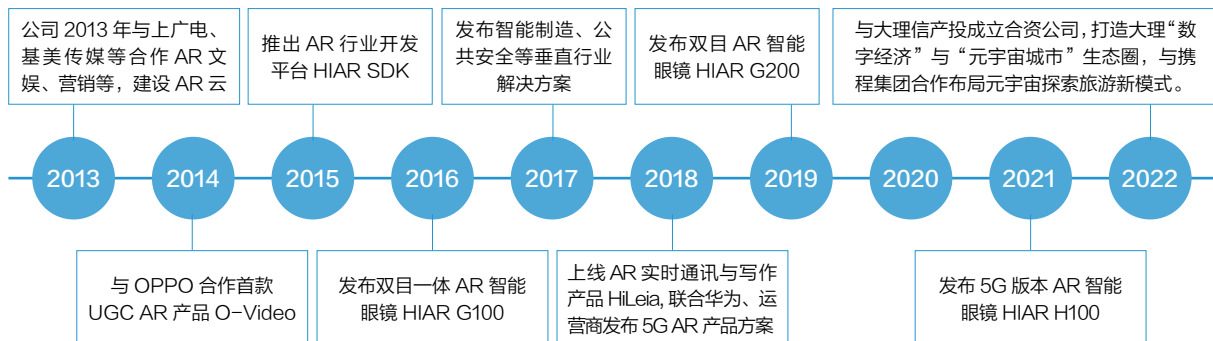 公司 2013 年与上广电、
基美传媒等合作 AR 文
娱、营销等，建设 AR 云
推出 AR 行业开发
平台 HIAR SDK
发布智能制造、公
共安全等垂直行业
解决方案
发布双目 AR 智能
眼镜 HIAR G200
与大理信产投成立合资公司，打造大理“数
字经济”与“元宇宙城市”生态圈，与携
程集团合作布局元宇宙探索旅游新模式。
2013
2014
2015
2016
2017
2018
2019
2020
2021
2022
与 OPPO 合作首款
UGC AR 产品 O-Video
发布双目一体 AR 智能
眼镜 HIAR G100
上线 AR 实时通讯与写作
产品 HiLeia, 联合华为、运
营商发布 5G AR 产品方案
发布 5G 版本 AR 智能
眼镜 HIAR H100